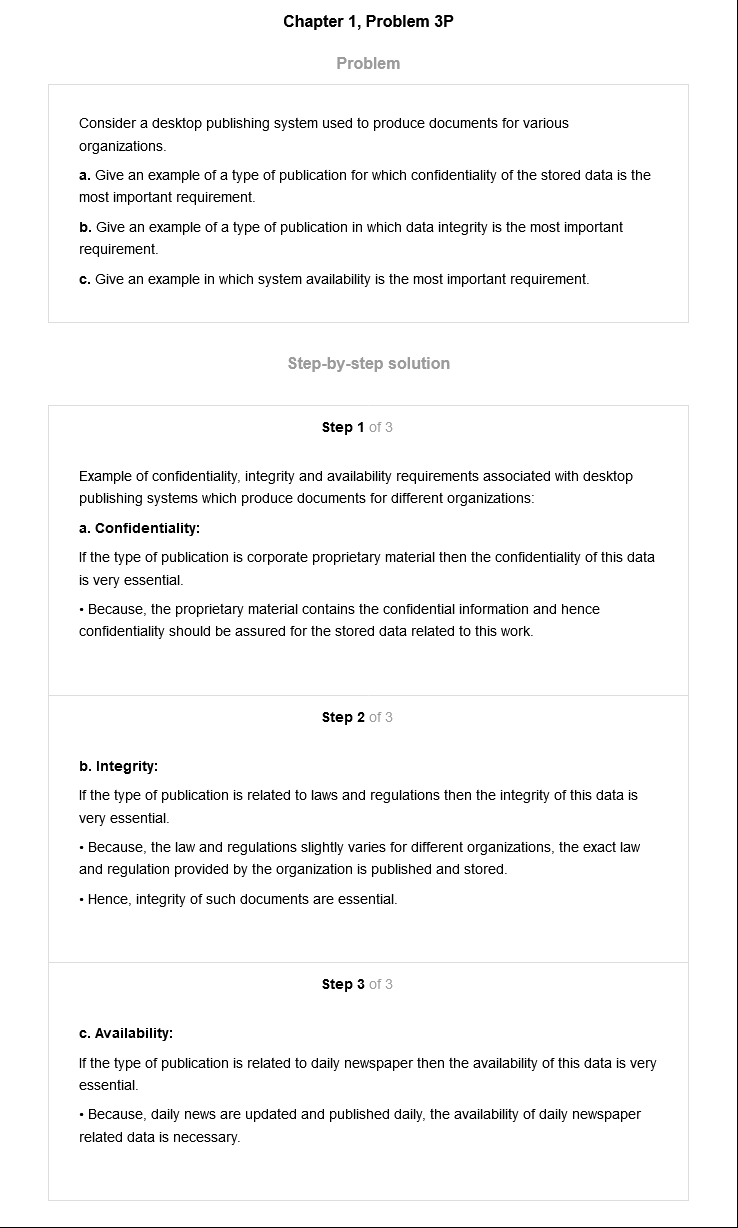 Chapter 1, Problem 3P
Problem
Consider a desktop publishing system used to produce documents for various
organizations.
a. Give an example of a type of publication for which confidentiality of the stored data is the
most important requirement.
b. Give an example of a type of publication in which data integrity is the most important
requirement.
c. Give an example in which system availability is the most important requirement.
Step-by-step solution
Step 1 of 3
Example of confidentiality, integrity and availability requirements associated with desktop
publishing systems which produce documents for different organizations:
a. Confidentiality:
If the type of publication is corporate proprietary material then the confidentiality of this data
is very essential.
• Because, the proprietary material contains the confidential information and hence
confidentiality should be assured for the stored data related to this work.
Step 2 of 3
b. Integrity:
If the type of publication is related to laws and regulations then the integrity of this data is
very essential.
• Because, the law and regulations slightly varies for different organizations, the exact law
and regulation provided by the organization is published and stored.
• Hence, integrity of such documents are essential.
Step 3 of 3
c. Availability:
If the type of publication is related to daily newspaper then the availability of this data is very
essential.
• Because, daily news are updated and published daily, the availability of daily newspaper
related data is necessary.